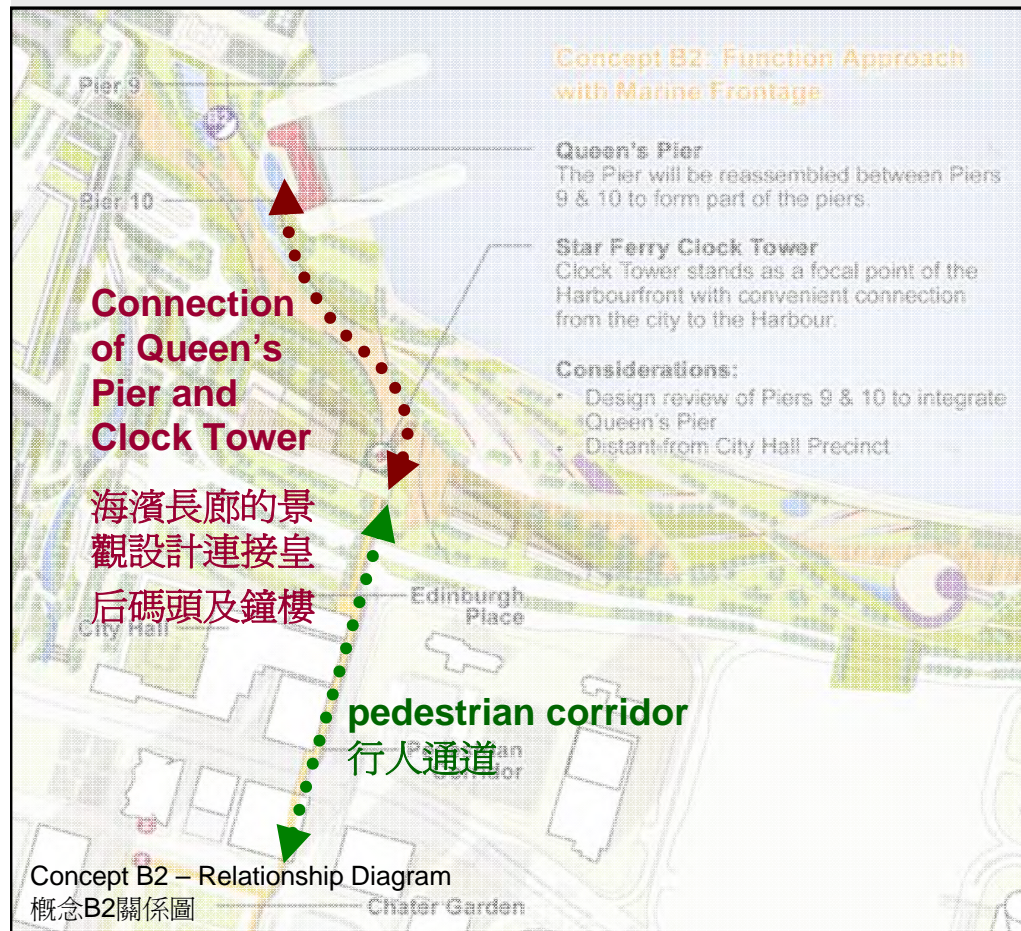 Concept B2: Function Approach
with Marine Frontage
Pier 9
Queen's Pier
The Pier will be reassembled between Piers
9 & 10 to form part of the piers.
Pier 10
Star Ferry Clock Tower
Clock Tower stands as a focal point of the
Harbourfront with convenient connection
from the city to the Harbour.
Considerations:
• Design review of Piers 9 & 10 to integrate
Queen's Pier
• Distant from City Hall Precinct
Connection
of Queen's
Pier and
Clock Tower
海濱長廊的景
觀設計連接皇
后碼頭及鐘樓
City Hall
Edinburgh
Place
pedestrian corridor
行人通道
Pedestrian
Corridor
Concept B2 – Relationship Diagram
概念B2關係圖
Chater Garden